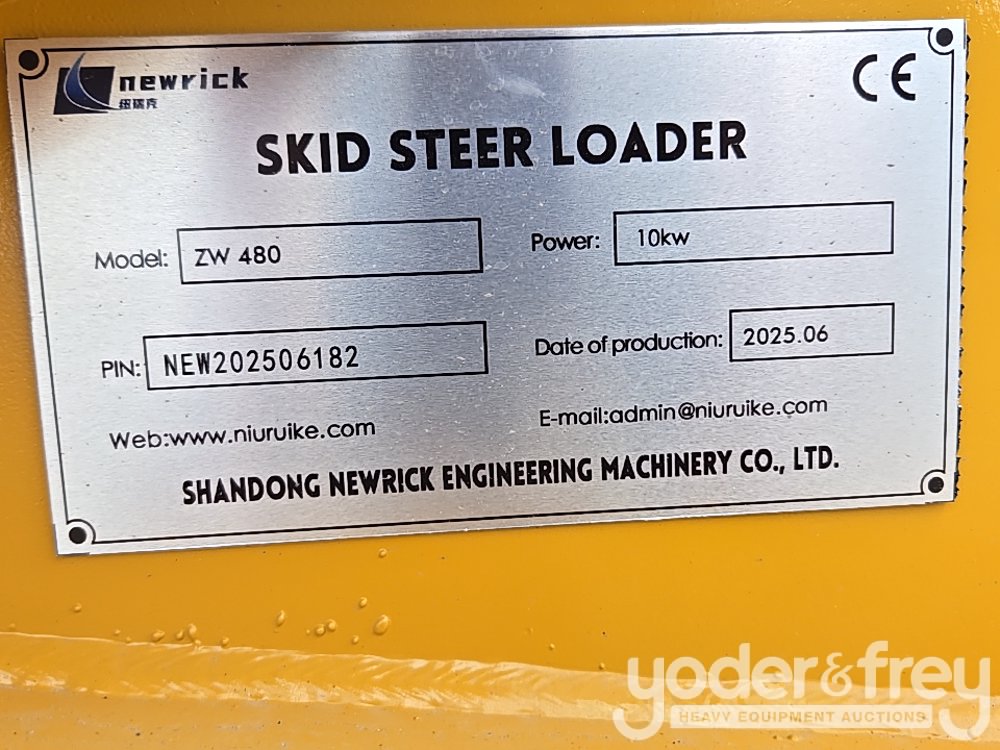 newrick
纽瑞克
CE
SKID STEER LOADER
Model: ZW 480
Power: 10kw
PIN: NEW202506182
Date of production: 2025.06
Web:www.niuruike.com
E-mail:admin@niuruike.com
SHANDONG NEWRICK ENGINEERING MACHINERY CO., LTD.
yoder&frey
HEAVY EQUIPMENT AUCTIONS